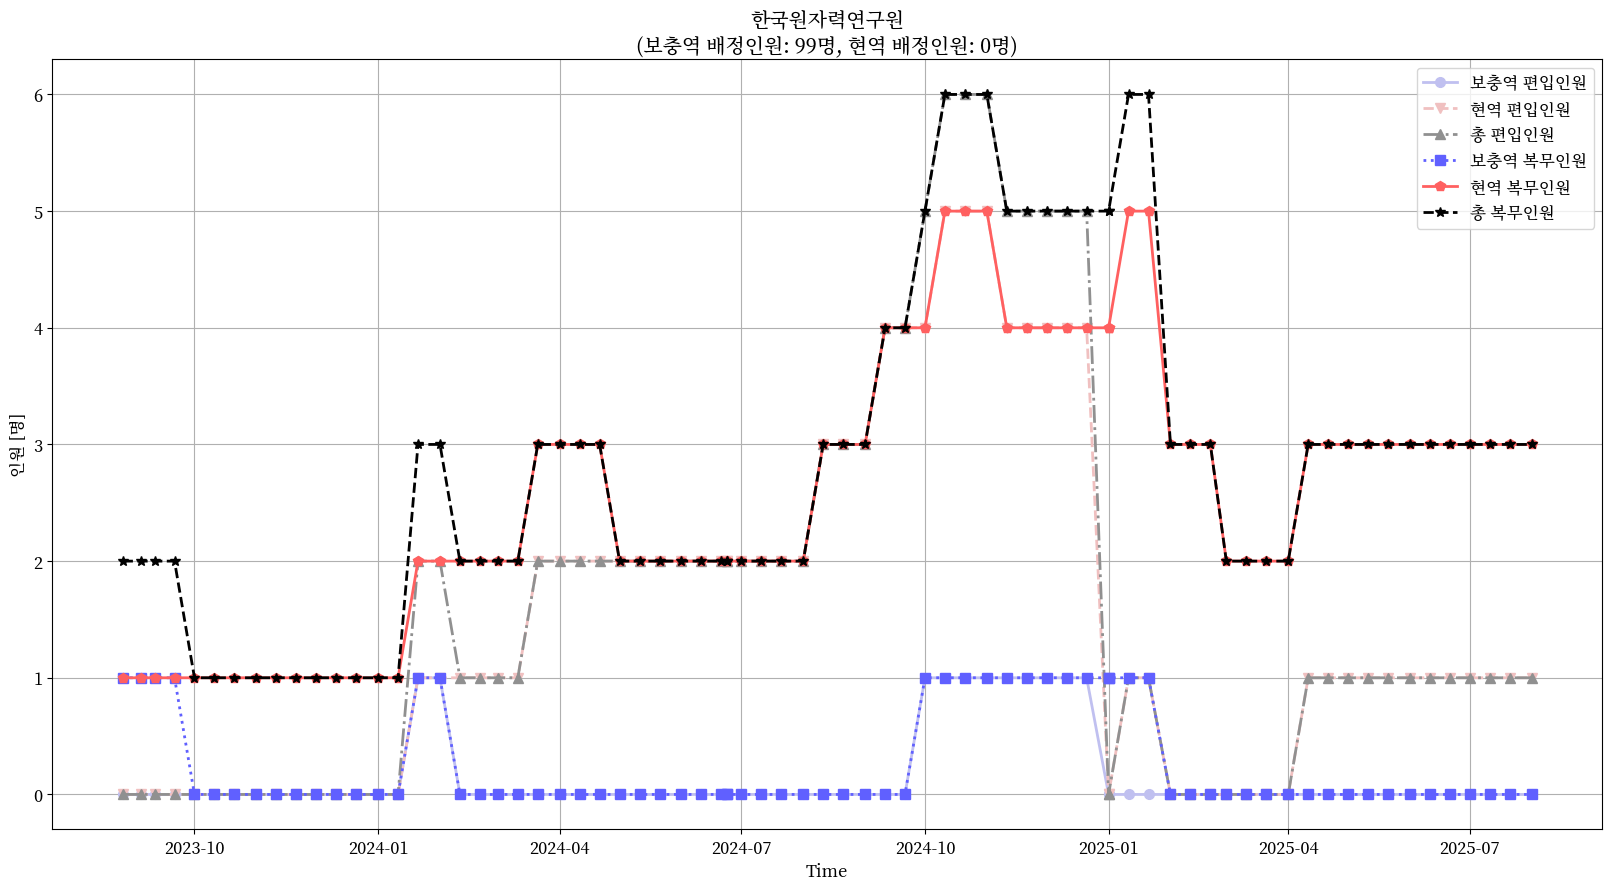 한국원자력연구원
(보충역 배정인원: 99명, 현역 배정인원: 0명)
보충역 편입인원
현역 편입인원
총 편입인원
보충역 복무인원
현역 복무인원
총 복무인원
인원 [명]
6
5
4
3
2
1
0
2023-10
2024-01
2024-04
2024-07
2024-10
2025-01
2025-04
2025-07
Time